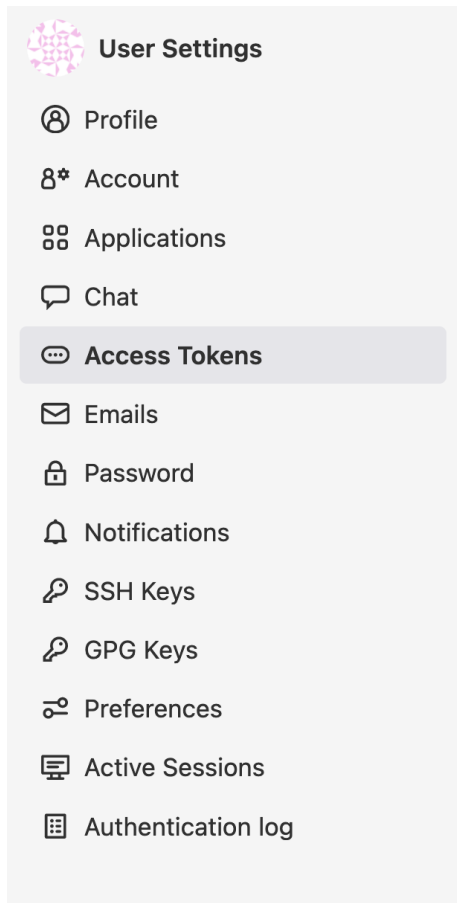 User Settings
Profile
Account
Applications
Chat
Access Tokens
Emails
Password
Notifications
SSH Keys
GPG Keys
Preferences
Active Sessions
Authentication log